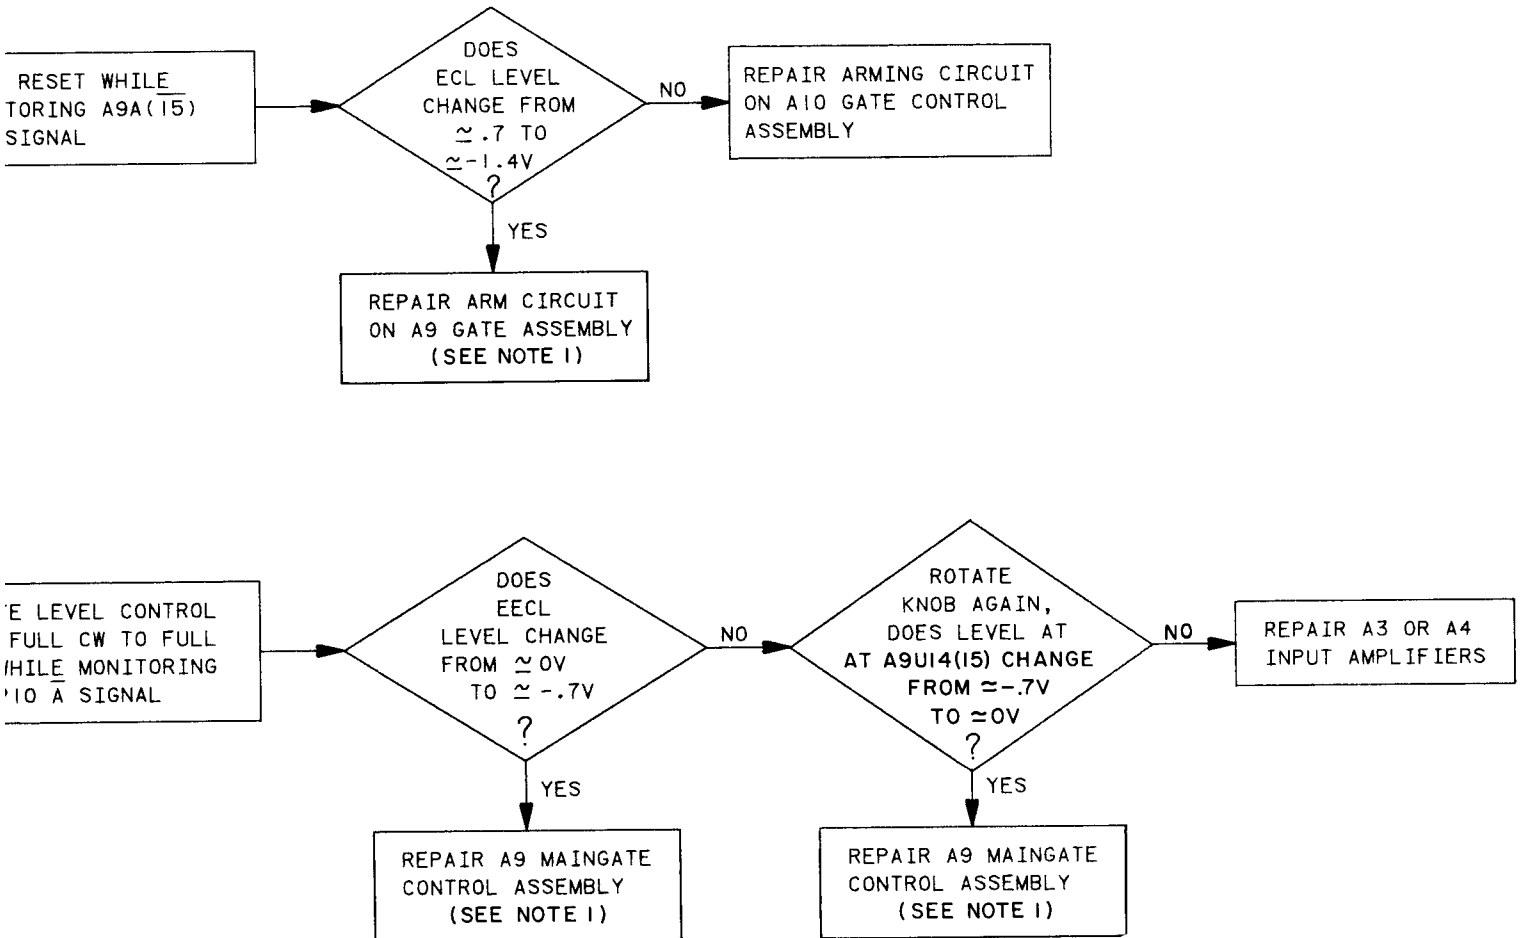 RESET WHILE
TORING A9A(15)
SIGNAL
DOES
ECL LEVEL
CHANGE FROM
≃ .7 TO
≃-1.4V
?
NO
REPAIR ARMING CIRCUIT
ON A10 GATE CONTROL
ASSEMBLY
YES
REPAIR ARM CIRCUIT
ON A9 GATE ASSEMBLY
(SEE NOTE 1)
E LEVEL CONTROL
FULL CW TO FULL
WHILE MONITORING
P10 A̅ SIGNAL
DOES
EECL
LEVEL CHANGE
FROM ≃ 0V
TO ≃ -.7V
?
NO
ROTATE
KNOB AGAIN,
DOES LEVEL AT
AT A9U14(15) CHANGE
FROM ≃-.7V
TO ≃0V
?
NO
REPAIR A3 OR A4
INPUT AMPLIFIERS
YES
REPAIR A9 MAINGATE
CONTROL ASSEMBLY
(SEE NOTE 1)
YES
REPAIR A9 MAINGATE
CONTROL ASSEMBLY
(SEE NOTE 1)